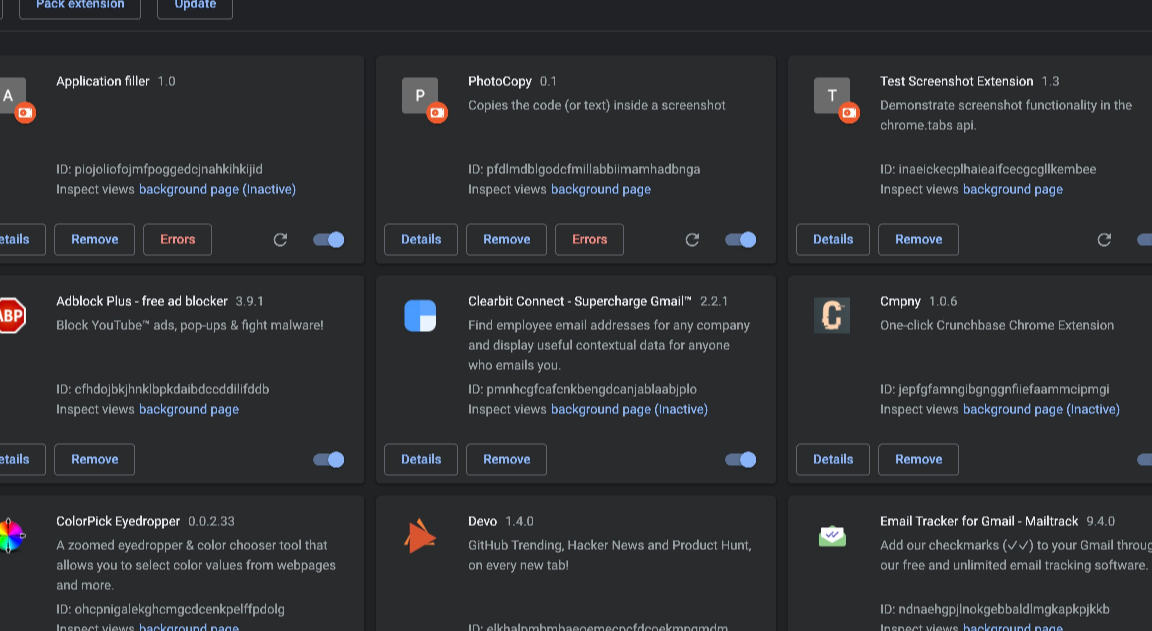 Pack extension
Update
A
Application filler 1.0
ID: piojoliofojmfpoggedcjnahkihkijid
Inspect views background page (Inactive)
etails
Remove
Errors
P
PhotoCopy 0.1
Copies the code (or text) inside a screenshot
ID: pfdlmdblgodcfmillabbiimamhadbnga
Inspect views background page
Details
Remove
Errors
T
Test Screenshot Extension 1.3
Demonstrate screenshot functionality in the
chrome.tabs api.
ID: inaeickecplhaieaifcecgcgllkembee
Inspect views background page
Details
Remove
ABP
Adblock Plus - free ad blocker 3.9.1
Block YouTube™ ads, pop-ups & fight malware!
ID: cfhdojbkjhnklbpkdaibdccddilifddb
Inspect views background page
etails
Remove
Clearbit Connect - Supercharge Gmail™ 2.2.1
Find employee email addresses for any company
and display useful contextual data for anyone
who emails you.
ID: pmnhcgfcafcnkbengdcanjablaabjplo
Inspect views background page (Inactive)
Details
Remove
C
Cmpny 1.0.6
One-click Crunchbase Chrome Extension
ID: jepfgfamngibgnggnfiiefaammcipmgi
Inspect views background page (Inactive)
Details
Remove
ColorPick Eyedropper 0.0.2.33
A zoomed eyedropper & color chooser tool that
allows you to select color values from webpages
and more.
ID: ohcpnigalekghcmgcdcenkpelffpdolg
Inspect views background page
Devo 1.4.0
GitHub Trending, Hacker News and Product Hunt,
on every new tab!
ID:
Email Tracker for Gmail - Mailtrack 9.4.0
Add our checkmarks (✓✓) to your Gmail throug
our free and unlimited email tracking software.
ID: ndnaehgpjlnokgebbaldlmgkapkpjkkb
Inspect views background page